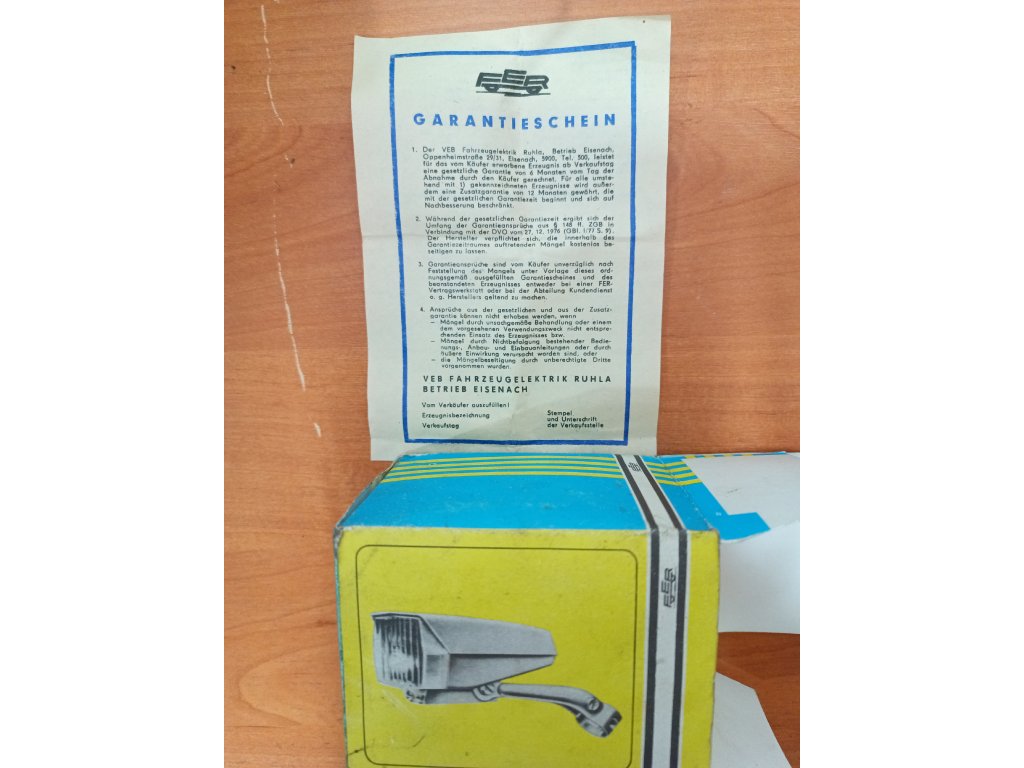 FER
GARANTIESCHEIN
1. Der VEB Fahrzeugelektrik Ruhla, Betrieb Eisenach,
Oppenheimstraße 29/31, Eisenach, 5900, Tel. 500, leistet
für das vom Käufer erworbene Erzeugnis ab Verkaufstag
eine gesetzliche Garantie von 6 Monaten vom Tag der
Abnahme durch den Käufer gerechnet. Für alle umste-
hend mit 1) gekennzeichneten Erzeugnisse wird außer-
dem eine Zusatzgarantie von 12 Monaten gewährt, die
mit der gesetzlichen Garantiezeit beginnt und sich auf
Nachbesserung beschränkt.
2. Während der gesetzlichen Garantiezeit ergibt sich der
Umfang der Garantieansprüche aus § 148 ff. ZGB in
Verbindung mit der DVO vom 27. 12. 1976 (GBl. I/77 S. 9).
Der Hersteller verpflichtet sich, die innerhalb des
Garantiezeitraumes auftretenden Mängel kostenlos be-
seitigen zu lassen.
3. Garantieansprüche sind vom Käufer unverzüglich nach
Feststellung des Mangels unter Vorlage dieses ord-
nungsgemäß ausgefüllten Garantiescheines und des
beanstandeten Erzeugnisses entweder bei einer FER-
Vertragswerkstatt oder bei der Abteilung Kundendienst
o. g. Herstellers geltend zu machen.
4. Ansprüche aus der gesetzlichen und aus der Zusatz-
garantie können nicht erhoben werden, wenn
— Mängel durch unsachgemäße Behandlung oder einem
dem vorgesehenen Verwendungszweck nicht entspre-
chenden Einsatz des Erzeugnisses bzw.
— Mängel durch Nichtbefolgung bestehender Bedie-
nungs-, Anbau- und Einbauanleitungen oder durch
äußere Einwirkung verursacht worden sind, oder
— die Mängelbeseitigung durch unberechtigte Dritte
vorgenommen wurden.
VEB FAHRZEUGELEKTRIK RUHLA
BETRIEB EISENACH
Vom Verkäufer auszufüllen!
Erzeugnisbezeichnung
Verkaufstag
Stempel
und Unterschrift
der Verkaufsstelle
FER